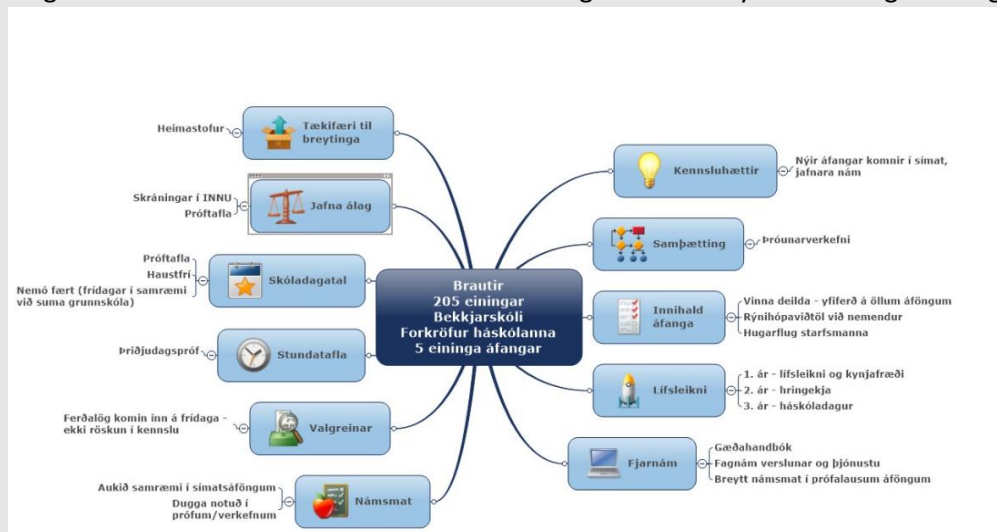 Tækifæri til
breytinga
Heimastofur
Jafna álag
Skráningar í INNU
Próftafla
Skóladagatal
Próftafla
Haustfrí
Nemó fært (frídagar í samræmi
við suma grunnskóla)
Stundatafla
Þriðjudagspróf
Valgreinar
Ferðalög komin inn á frídaga -
ekki röskun í kennslu
Námsmat
Aukið samræmi í símatsáföngum
Dugga notuð í
prófum/verkefnum
Brautir
205 einingar
Bekkjarskóli
Forkröfur háskólanna
5 eininga áfangar
Kennsluhættir
Nýir áfangar komnir í símat,
jafnara nám
Samþætting
Þróunarverkefni
Innihald
áfanga
Vinna deilda - yfiferð á öllum áföngum
Rýnihópaviðtöl við nemendur
Hugarflug starfsmanna
Lífsleikni
1. ár - lífsleikni og kynjafræði
2. ár - hringekja
3. ár - háskóladagur
Fjarnám
Gæðahandbók
Fagnám verslunar og þjónustu
Breytt námsmat í prófalausum áföngum